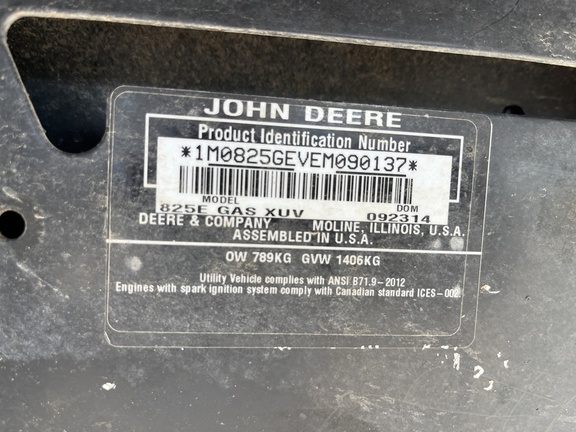 JOHN DEERE
Product Identification Number
*1M0825GEVEM090137*
MODEL DOM
825E GAS XUV 092314
DEERE & COMPANY MOLINE, ILLINOIS, U.S.A.
ASSEMBLED IN U.S.A.
OW 789KG GVW 1406KG
Utility Vehicle complies with ANSI B71.9-2012
Engines with spark ignition system comply with Canadian standard ICES-002.